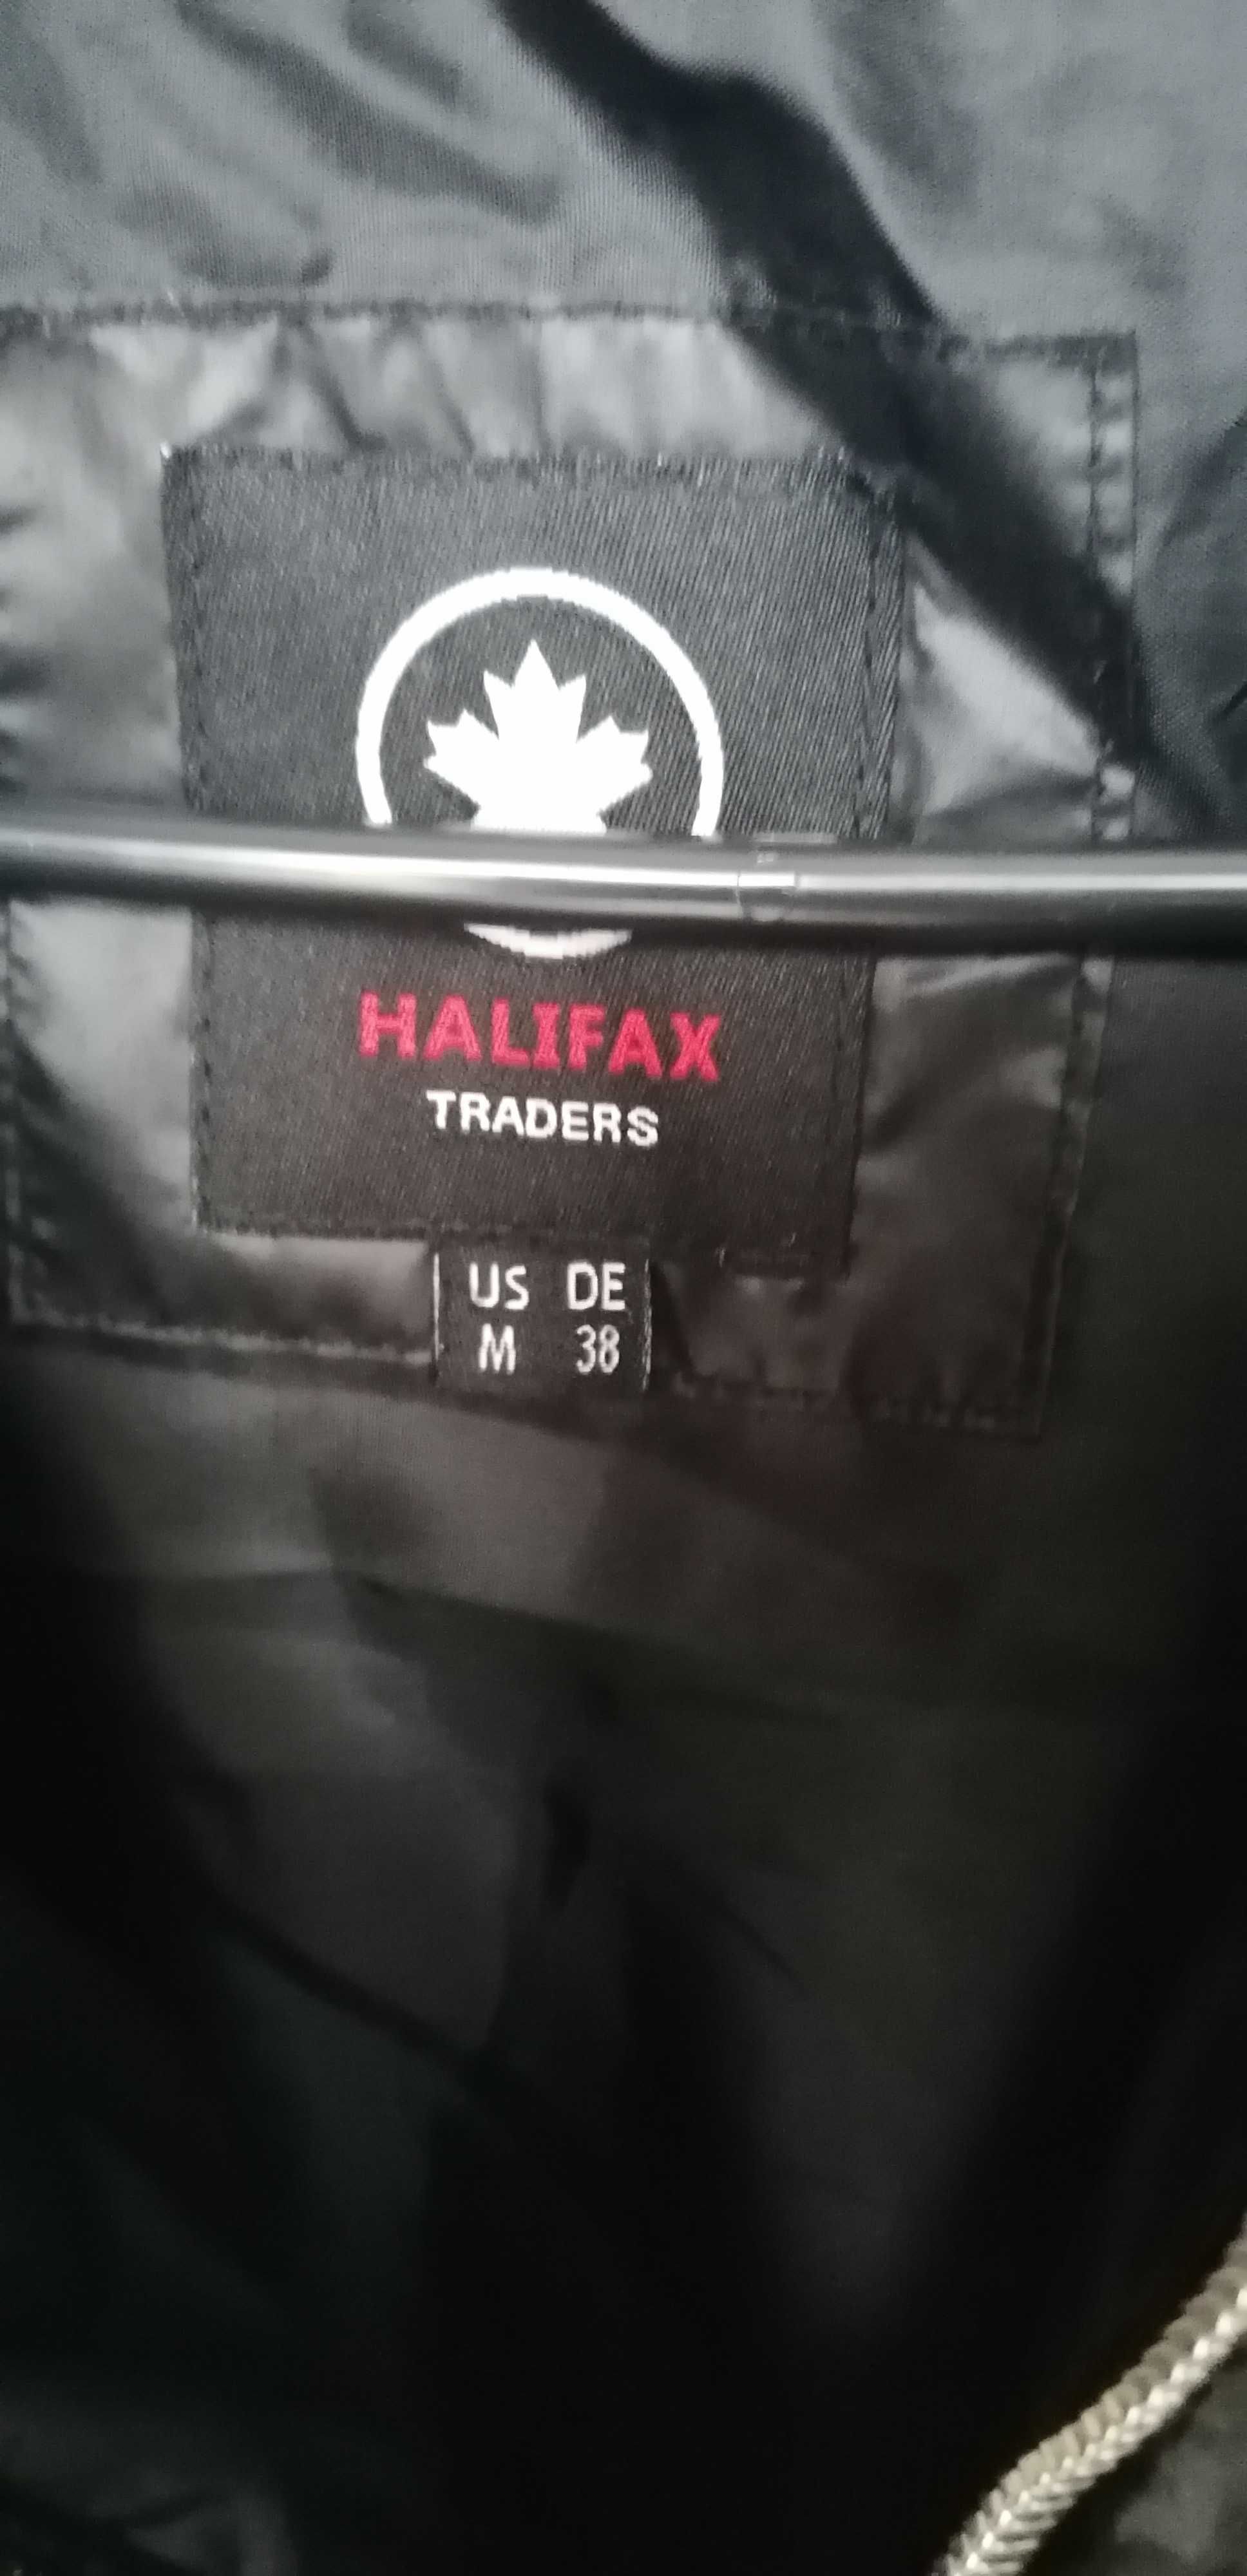 HALIFAX
TRADERS
US DE
M 38